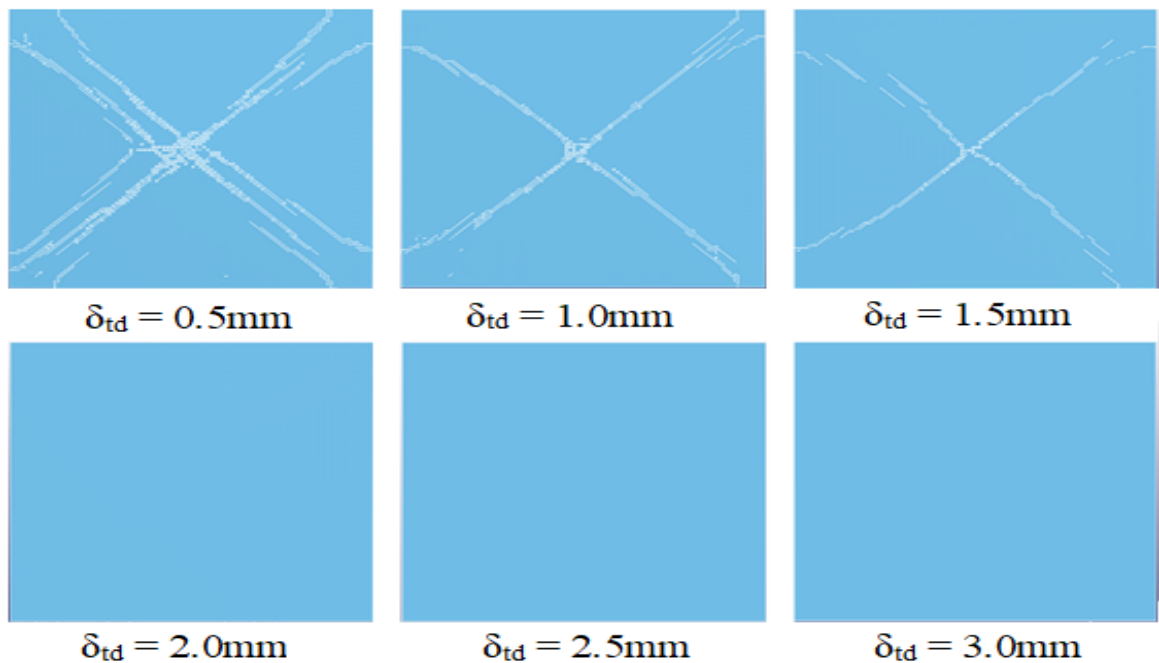 δtd = 0.5mm
δtd = 1.0mm
δtd = 1.5mm
δtd = 2.0mm
δtd = 2.5mm
δtd = 3.0mm